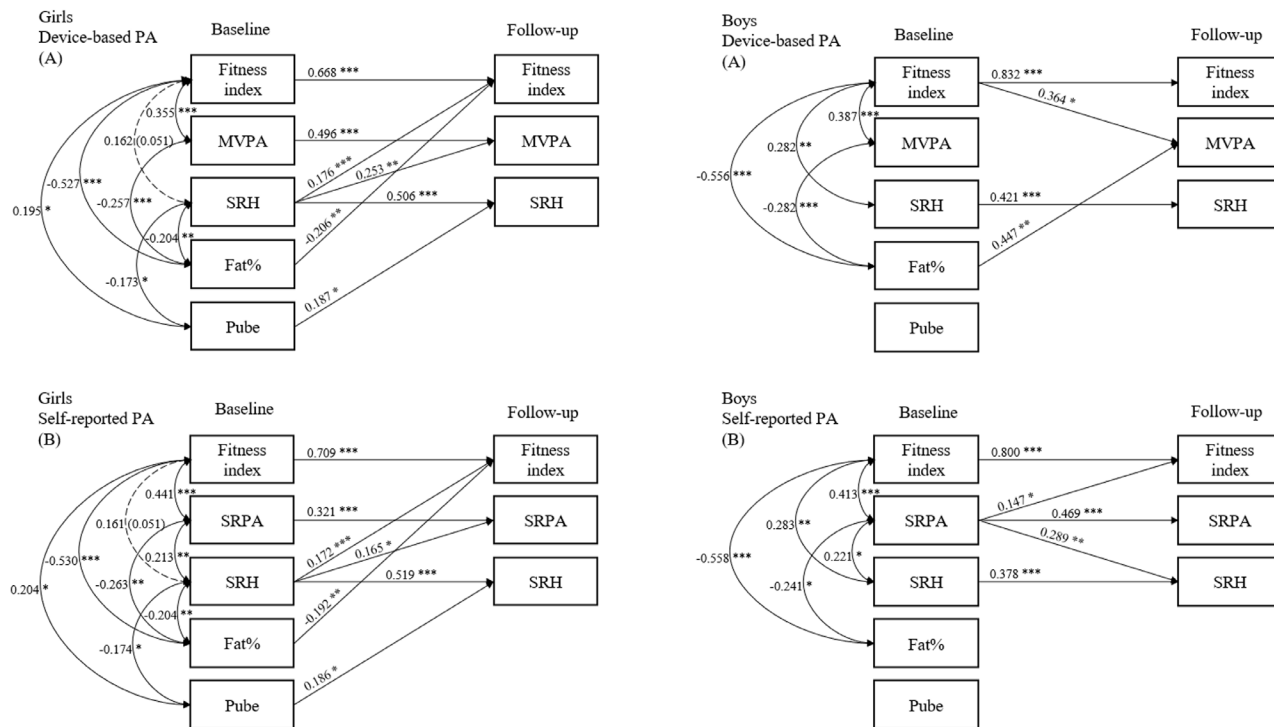 Girls
Device-based PA
(A)
Baseline
Follow-up
Fitness
index
MVPA
SRH
Fat%
Pube
Fitness
index
MVPA
SRH
0.668 ***
0.355 ***
0.162 (0.051)
0.496 ***
0.176 ***
0.253 **
-0.527 ***
-0.257 ***
0.506 ***
0.195 *
-0.204 **
-0.206 **
-0.173 *
0.187 *
Boys
Device-based PA
(A)
Baseline
Follow-up
Fitness
index
MVPA
SRH
Fat%
Pube
Fitness
index
MVPA
SRH
0.832 ***
0.364 *
0.387 ***
0.282 **
-0.556 ***
-0.282 ***
0.421 ***
0.447 **
Girls
Self-reported PA
(B)
Baseline
Follow-up
Fitness
index
SRPA
SRH
Fat%
Pube
Fitness
index
SRPA
SRH
0.709 ***
0.441 ***
0.161 (0.051)
0.321 ***
0.213 **
0.172 ***
0.165 *
-0.530 ***
-0.263 **
0.519 ***
0.204 *
-0.204 **
-0.192 **
-0.174 *
0.186 *
Boys
Self-reported PA
(B)
Baseline
Follow-up
Fitness
index
SRPA
SRH
Fat%
Pube
Fitness
index
SRPA
SRH
0.800 ***
0.413 ***
0.147 *
0.283 **
0.469 ***
0.289 **
-0.558 ***
0.221 *
-0.241 *
0.378 ***